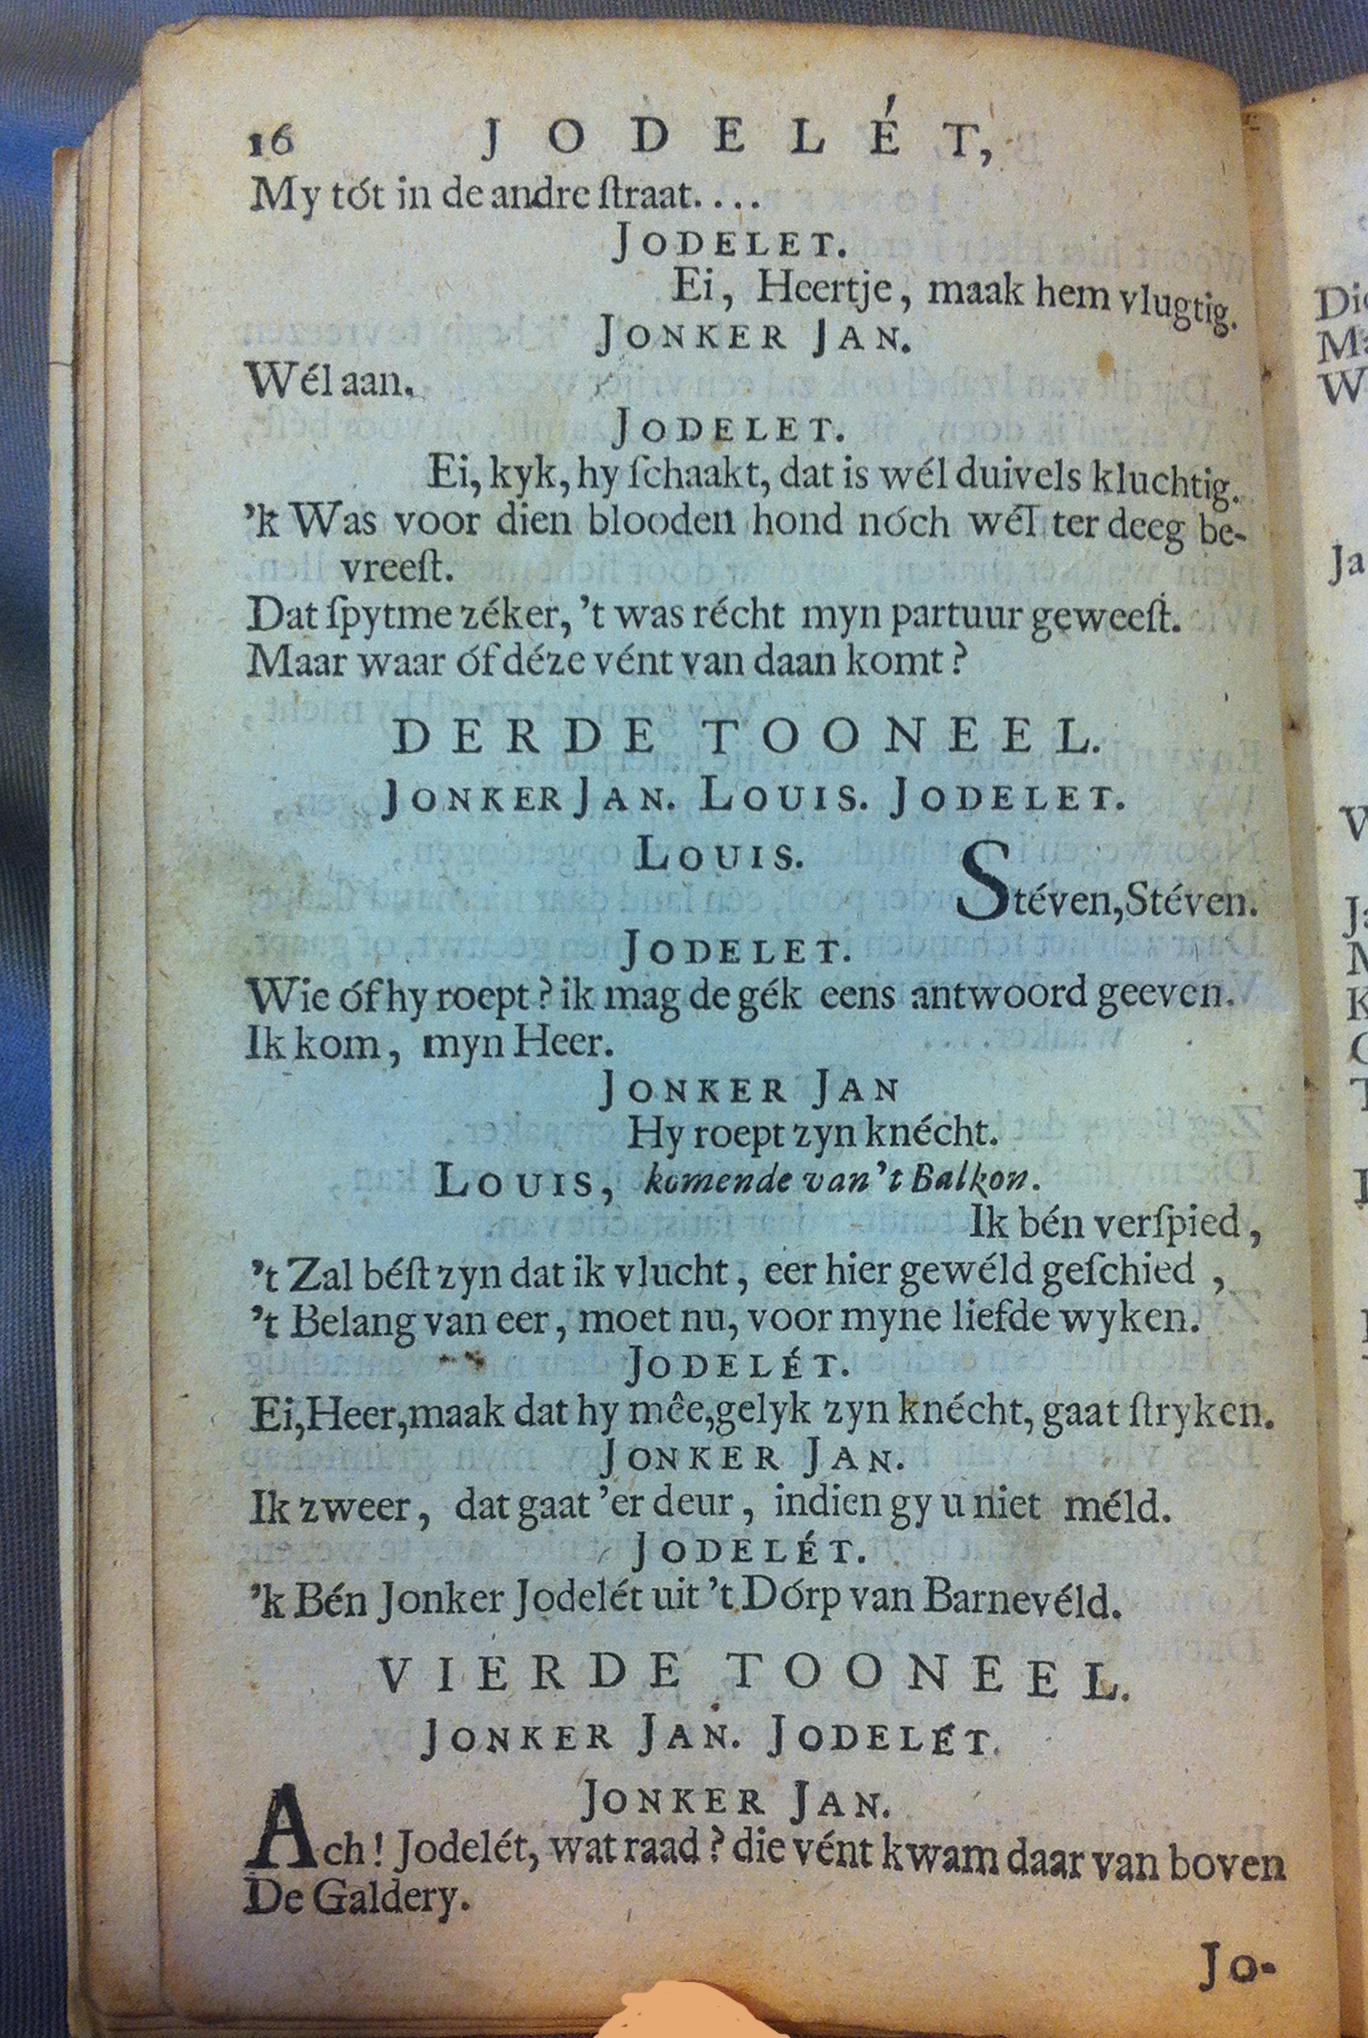 16 JODELÉT,
My tót in de andre ſtraat. . . .
JODELET.
Ei, Heertje, maak hem vlugtig.
JONKER JAN.
Wél aan.
JODELET.
Ei, kyk, hy ſchaakt, dat is wél duivels kluchtig.
'k Was voor dien blooden hond nóch wél ter deeg be-
vreeſt.
Dat ſpytme zéker, 't was récht myn partuur geweeſt.
Maar waar óf déze vént van daan komt?
DERDE TOONEEL.
JONKER JAN. LOUIS. JODELET.
LOUIS.
Stéven, Stéven.
JODELET.
Wie óf hy roept? ik mag de gék eens antwoord geeven.
Ik kom, myn Heer.
JONKER JAN
Hy roept zyn knécht.
LOUIS, komende van 't Balkon.
Ik bén verſpied,
't Zal béſt zyn dat ik vlucht, eer hier gewéld geſchied,
't Belang van eer, moet nu, voor myne liefde wyken.
JODELÉT.
Ei, Heer, maak dat hy mêe, gelyk zyn knécht, gaat ſtryken.
JONKER JAN.
Ik zweer, dat gaat 'er deur, indien gy u niet méld.
JODELÉT.
'k Bén Jonker Jodelét uit 't Dórp van Barnevéld.
VIERDE TOONEEL.
JONKER JAN. JODELÉT.
JONKER JAN.
Ach! Jodelét, wat raad? die vént kwam daar van boven
De Galdery.
Jo-